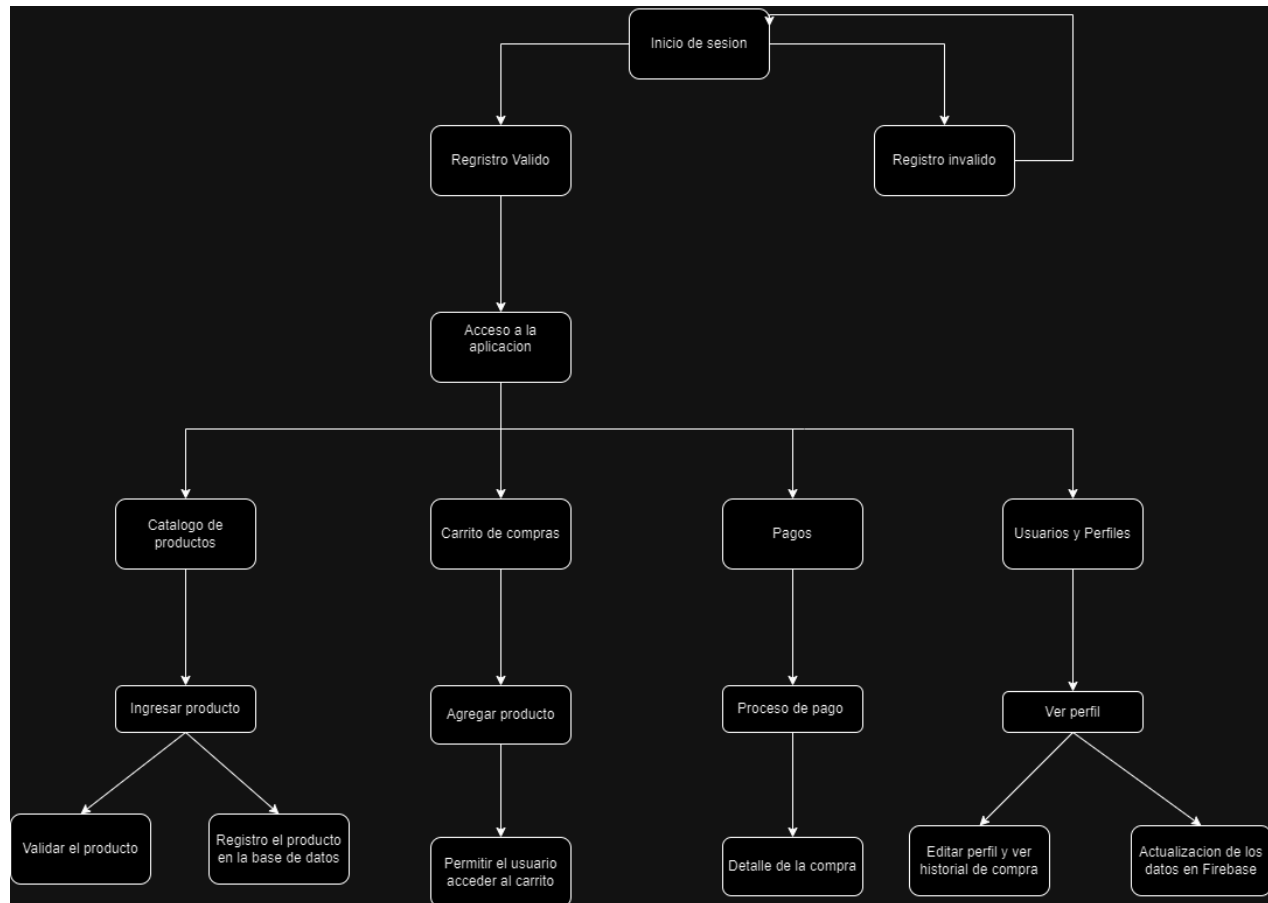 Inicio de sesion
Regristro Valido
Registro invalido
Acceso a la
aplicacion
Catalogo de
productos
Carrito de compras
Pagos
Usuarios y Perfiles
Ingresar producto
Agregar producto
Proceso de pago
Ver perfil
Validar el producto
Registro el producto
en la base de datos
Permitir el usuario
acceder al carrito
Detalle de la compra
Editar perfil y ver
historial de compra
Actualizacion de los
datos en Firebase